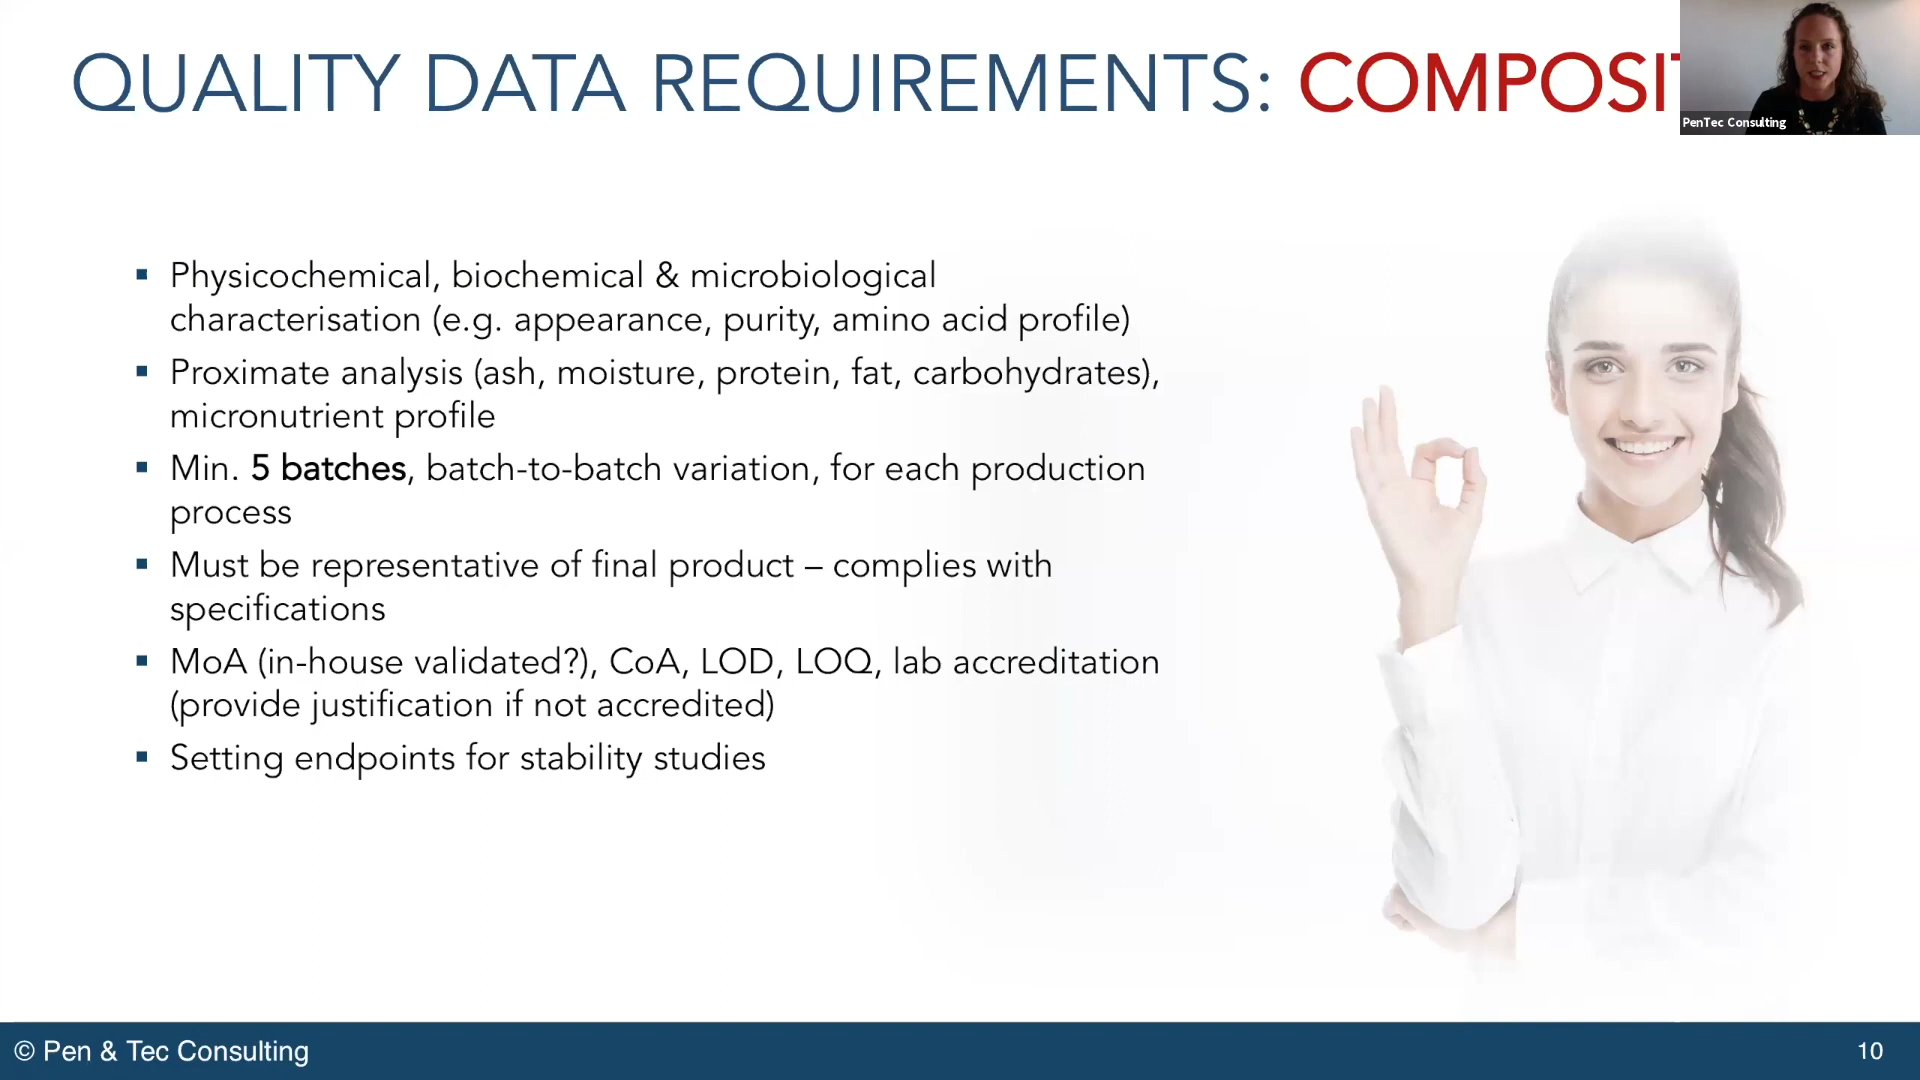 QUALITY DATA REQUIREMENTS: COMPOSIT
PenTec Consulting
▪ Physicochemical, biochemical & microbiological
characterisation (e.g. appearance, purity, amino acid profile)
▪ Proximate analysis (ash, moisture, protein, fat, carbohydrates),
micronutrient profile
▪ Min. 5 batches, batch-to-batch variation, for each production
process
▪ Must be representative of final product – complies with
specifications
▪ MoA (in-house validated?), CoA, LOD, LOQ, lab accreditation
(provide justification if not accredited)
▪ Setting endpoints for stability studies
© Pen & Tec Consulting
10